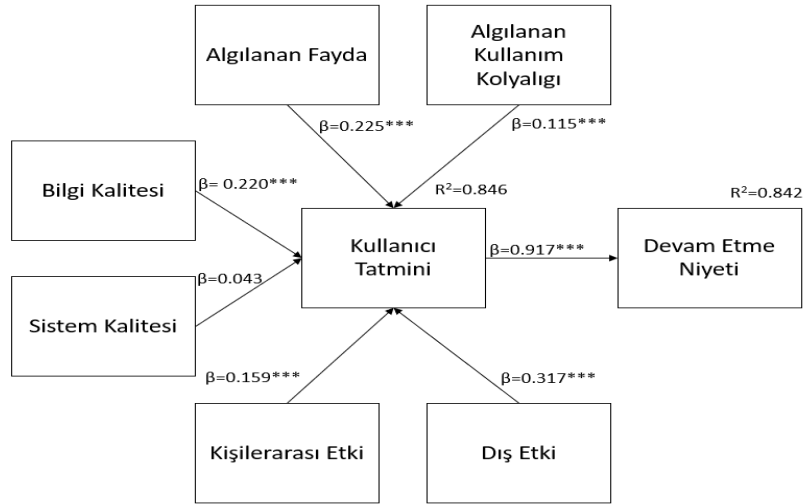 Algılanan Fayda
Algılanan
Kullanım
Kolyalıgı
β=0.225***
β=0.115***
Bilgi Kalitesi
β= 0.220***
R²=0.846
R²=0.842
Kullanıcı
Tatmini
β=0.917***
Devam Etme
Niyeti
Sistem Kalitesi
β=0.043
β=0.159***
β=0.317***
Kişilerarası Etki
Dış Etki